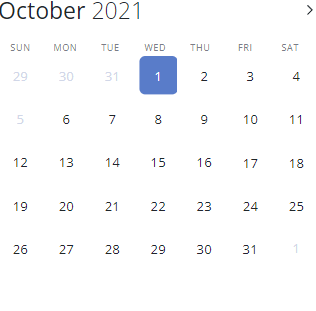 October 2021 >
SUN MON TUE WED THU FRI SAT
29 30 31 1 2 3 4
5 6 7 8 9 10 11
12 13 14 15 16 17 18
19 20 21 22 23 24 25
26 27 28 29 30 31 1